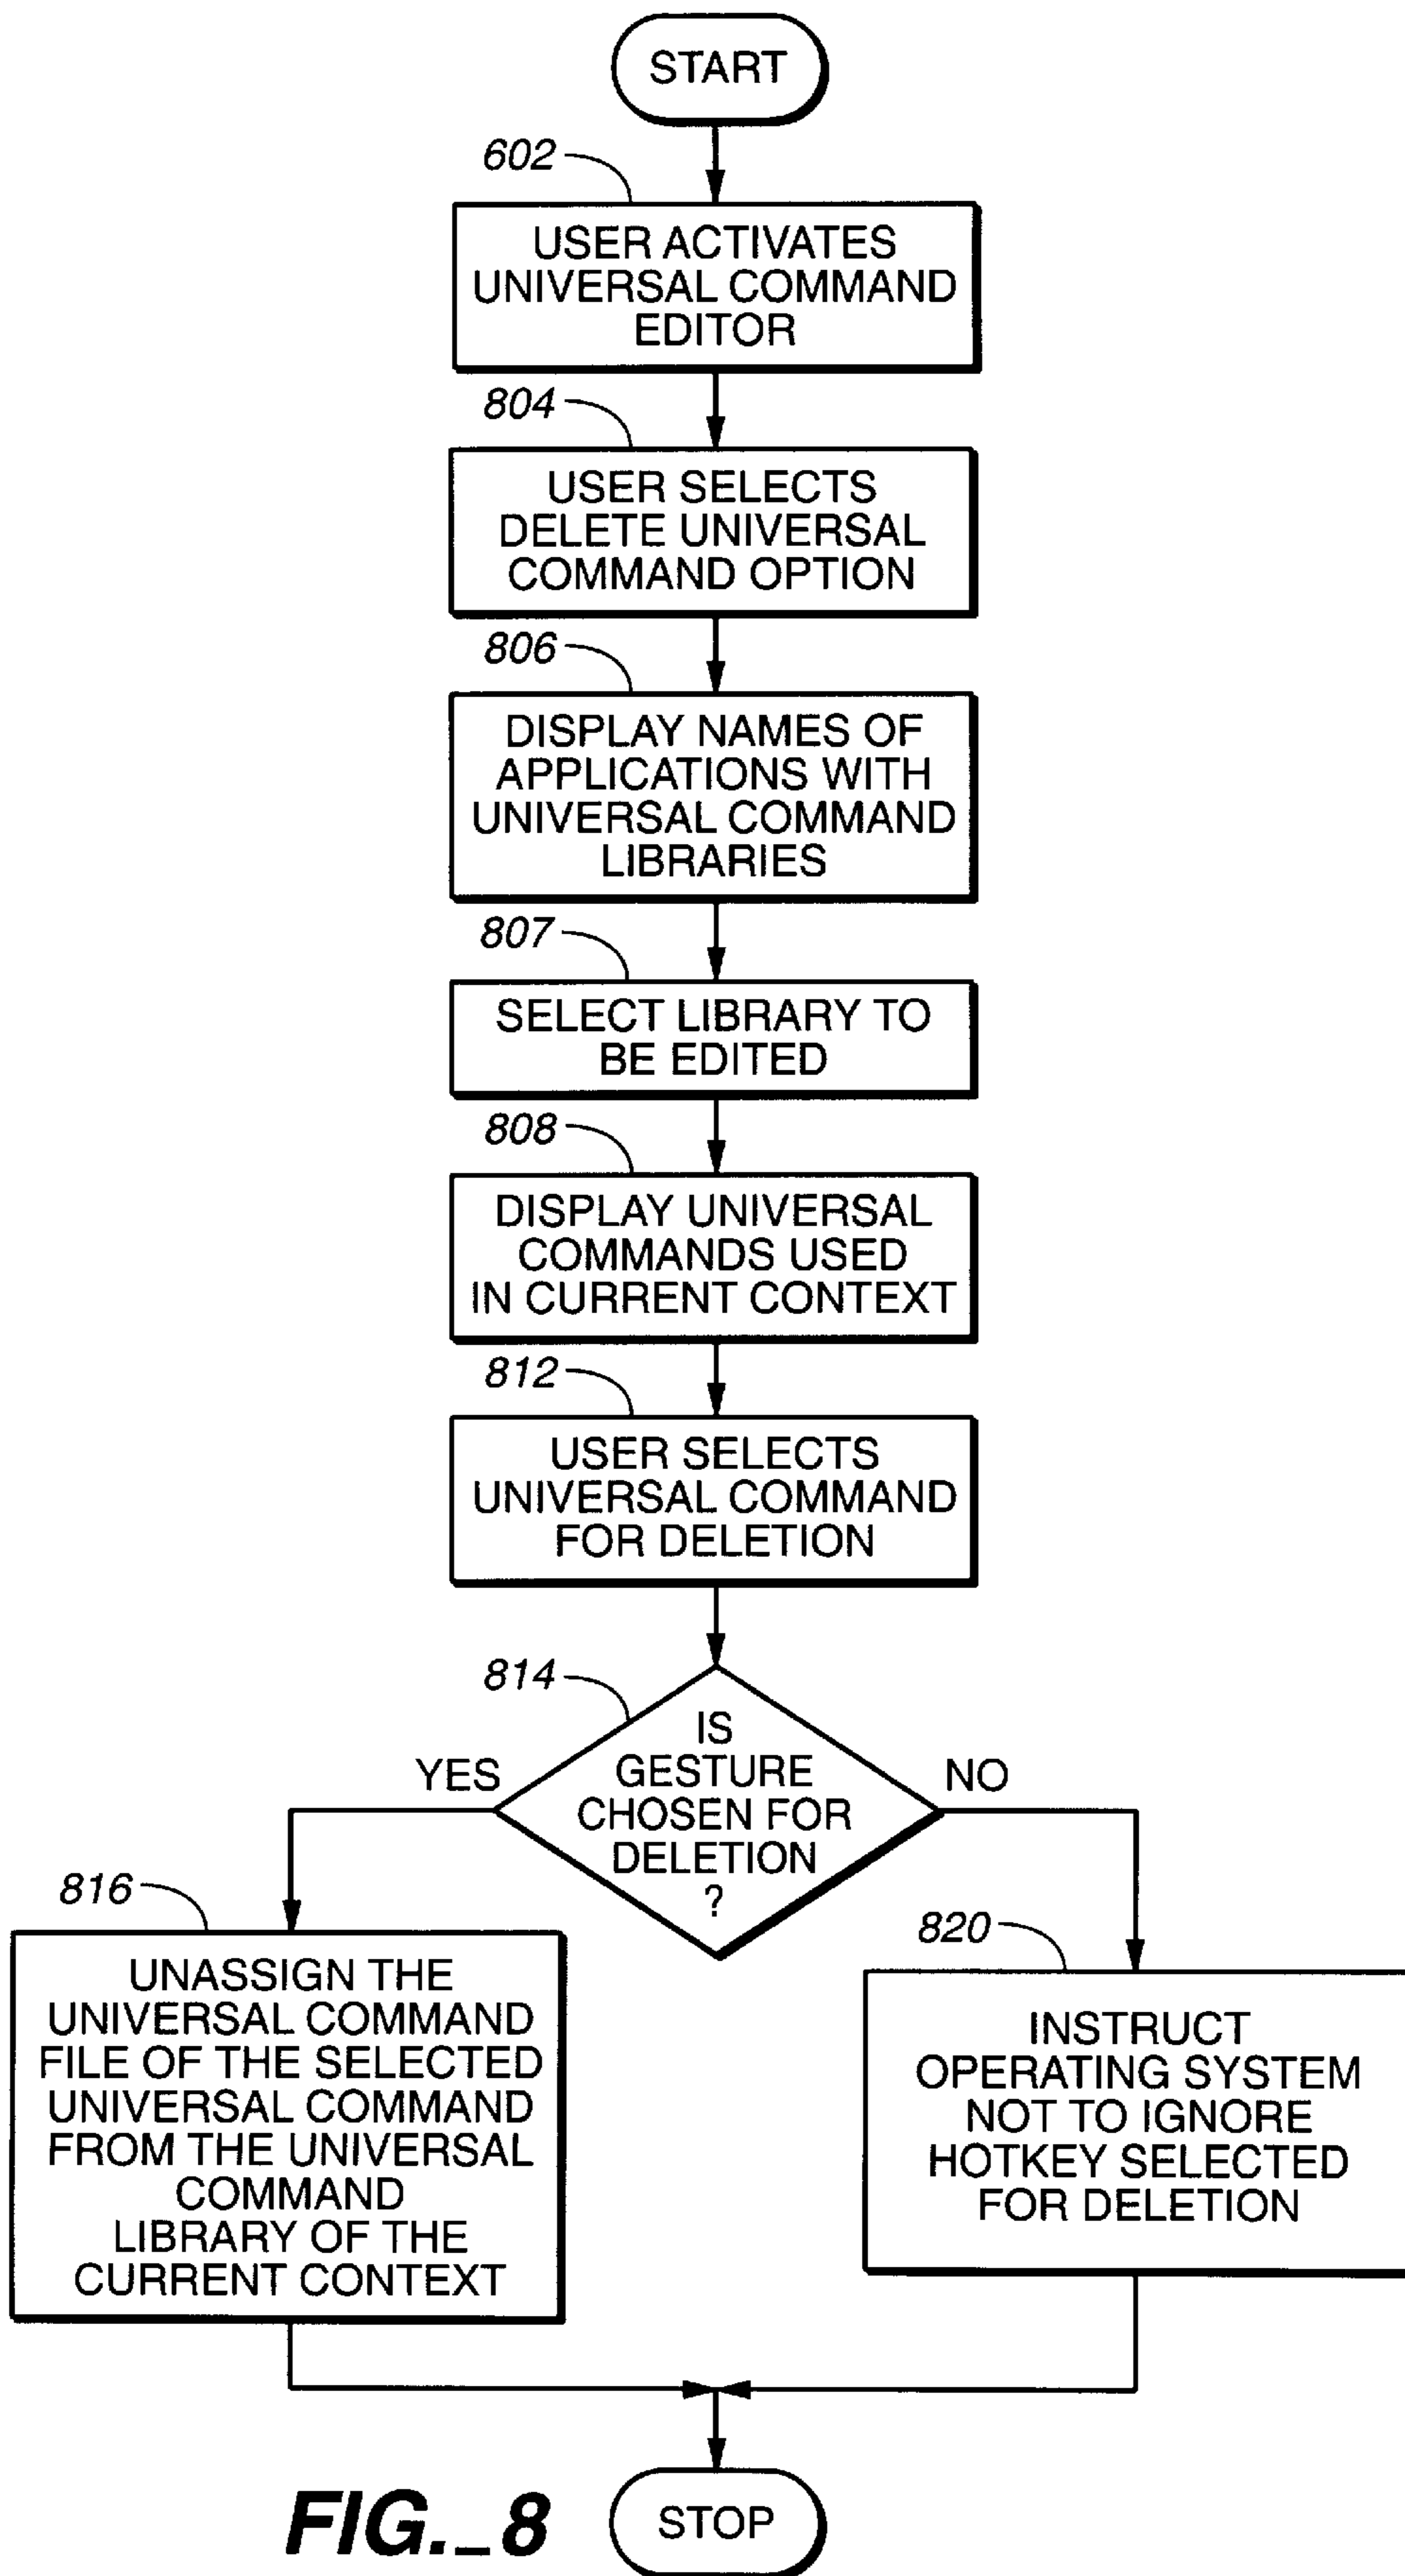 START
602
USER ACTIVATES
UNIVERSAL COMMAND
EDITOR
804
USER SELECTS
DELETE UNIVERSAL
COMMAND OPTION
806
DISPLAY NAMES OF
APPLICATIONS WITH
UNIVERSAL COMMAND
LIBRARIES
807
SELECT LIBRARY TO
BE EDITED
808
DISPLAY UNIVERSAL
COMMANDS USED
IN CURRENT CONTEXT
812
USER SELECTS
UNIVERSAL COMMAND
FOR DELETION
814
IS
GESTURE
CHOSEN FOR
DELETION
?
YES
NO
816
UNASSIGN THE
UNIVERSAL COMMAND
FILE OF THE SELECTED
UNIVERSAL COMMAND
FROM THE UNIVERSAL
COMMAND
LIBRARY OF THE
CURRENT CONTEXT
820
INSTRUCT
OPERATING SYSTEM
NOT TO IGNORE
HOTKEY SELECTED
FOR DELETION
STOP
FIG._8